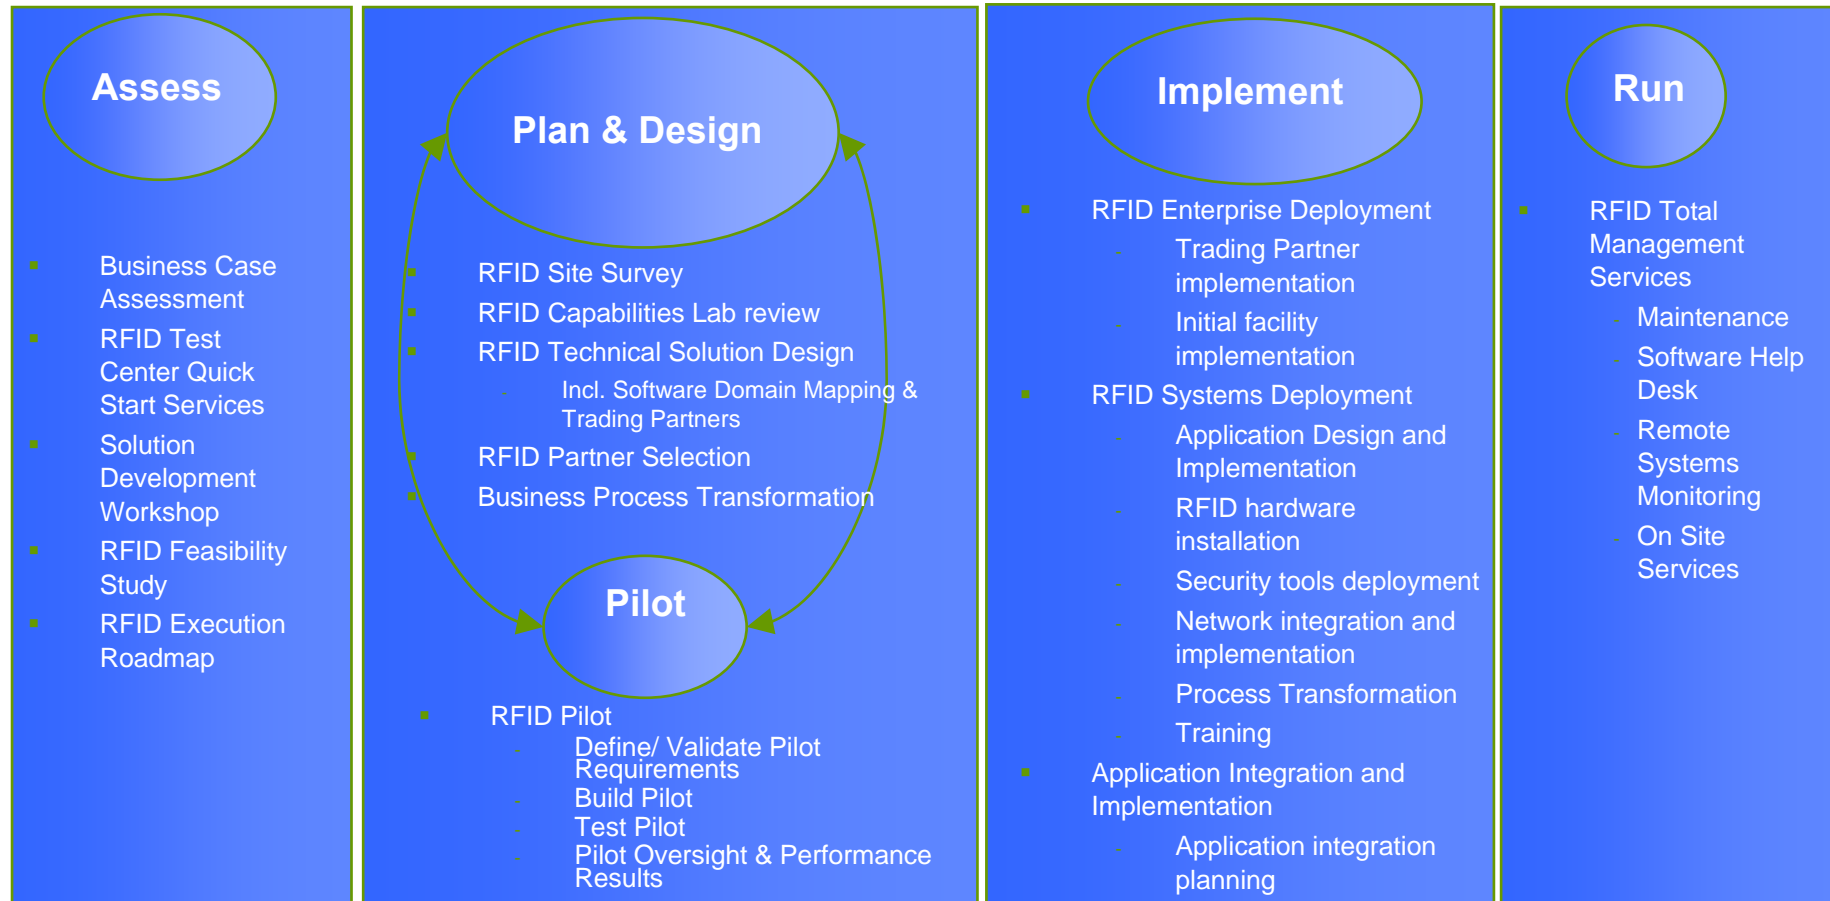 Assess
Business Case
Assessment
RFID Test
Center Quick
Start Services
Solution
Development
Workshop
RFID Feasibility
Study
RFID Execution
Roadmap
Plan & Design
RFID Site Survey
RFID Capabilities Lab review
RFID Technical Solution Design
Incl. Software Domain Mapping &
Trading Partners
RFID Partner Selection
Business Process Transformation
Pilot
RFID Pilot
Define/ Validate Pilot
Requirements
Build Pilot
Test Pilot
Pilot Oversight & Performance
Results
Implement
RFID Enterprise Deployment
Trading Partner
implementation
Initial facility
implementation
RFID Systems Deployment
Application Design and
Implementation
RFID hardware
installation
Security tools deployment
Network integration and
implementation
Process Transformation
Training
Application Integration and
Implementation
Application integration
planning
Run
RFID Total
Management
Services
Maintenance
Software Help
Desk
Remote
Systems
Monitoring
On Site
Services